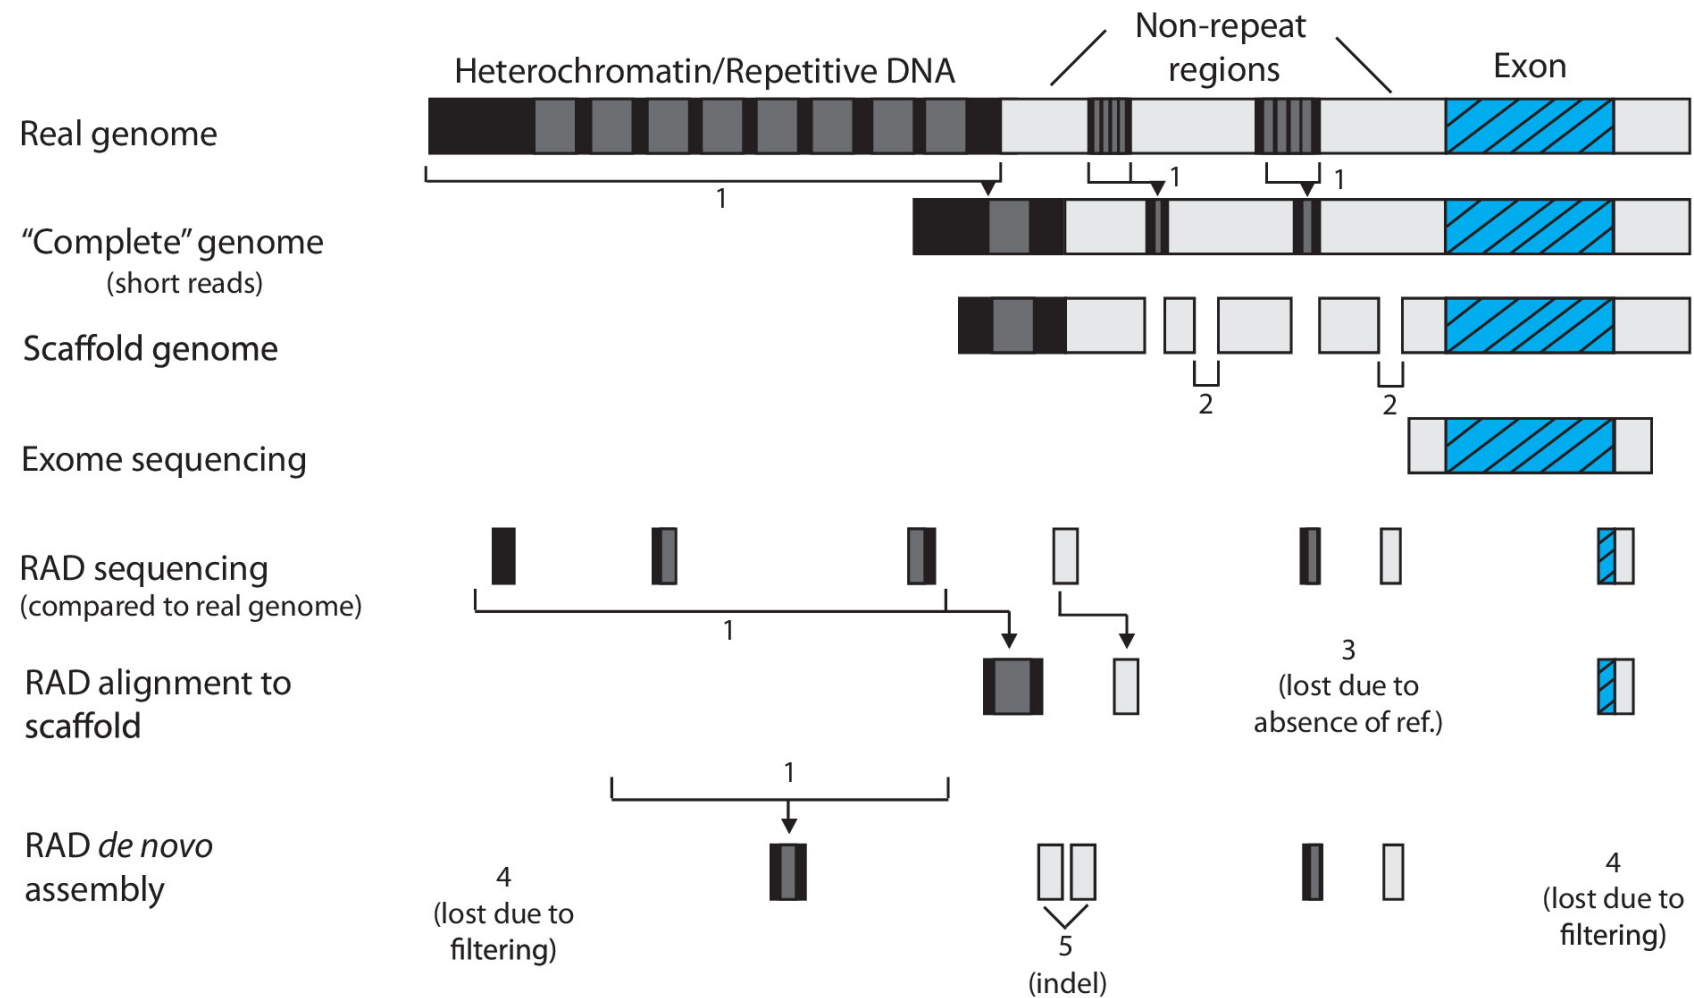 Non-repeat
regions
Heterochromatin/Repetitive DNA
Exon
Real genome
1
1
1
“Complete” genome
(short reads)
Scaffold genome
2
2
Exome sequencing
RAD sequencing
(compared to real genome)
1
RAD alignment to
scaffold
3
(lost due to
absence of ref.)
1
RAD de novo
assembly
4
(lost due to
filtering)
5
(indel)
4
(lost due to
filtering)